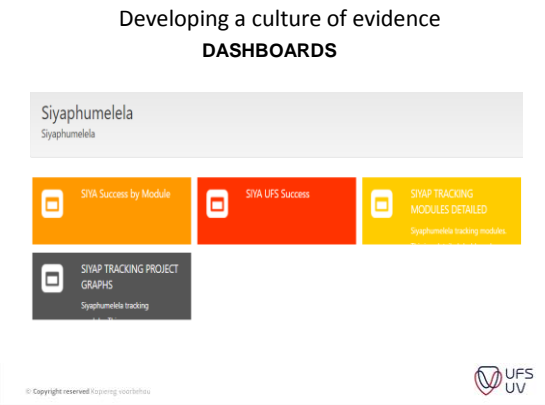 Developing a culture of evidence
DASHBOARDS
Siyaphumelela
Siyaphumelela
SIYA Success by Module
SIYA UFS Success
SIYAP TRACKING
MODULES DETAILED
Siyaphumelela tracking modules.
SIYAP TRACKING PROJECT
GRAPHS
Siyaphumelela tracking
© Copyright reserved Kopiereg voorbehou
UFS
UV